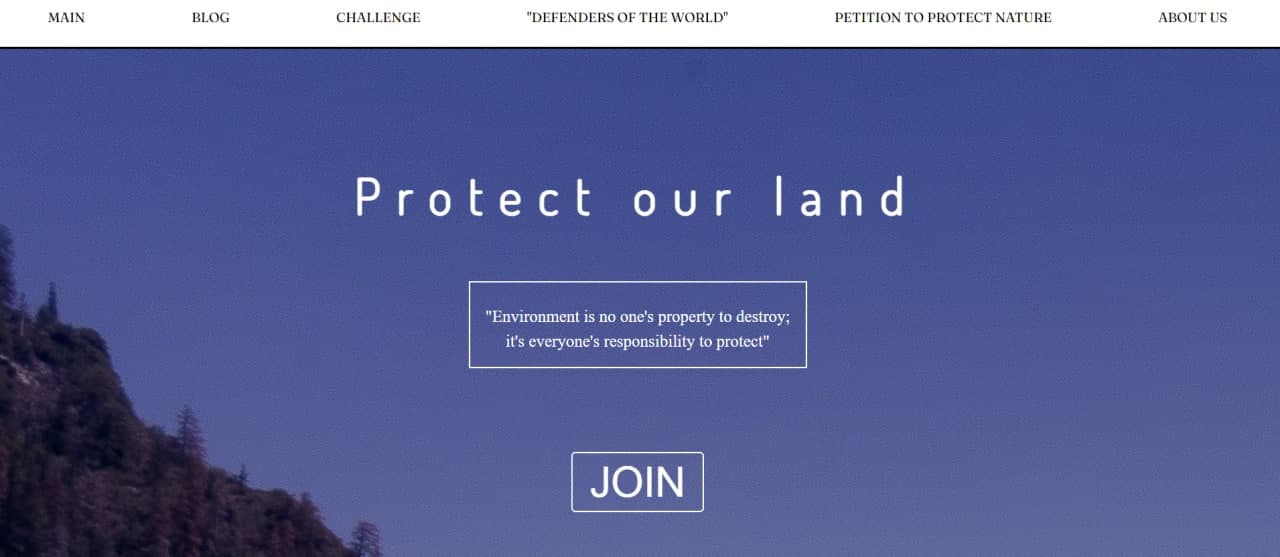 MAIN BLOG CHALLENGE "DEFENDERS OF THE WORLD" PETITION TO PROTECT NATURE ABOUT US
Protect our land
"Environment is no one's property to destroy;
it's everyone's responsibility to protect"
JOIN